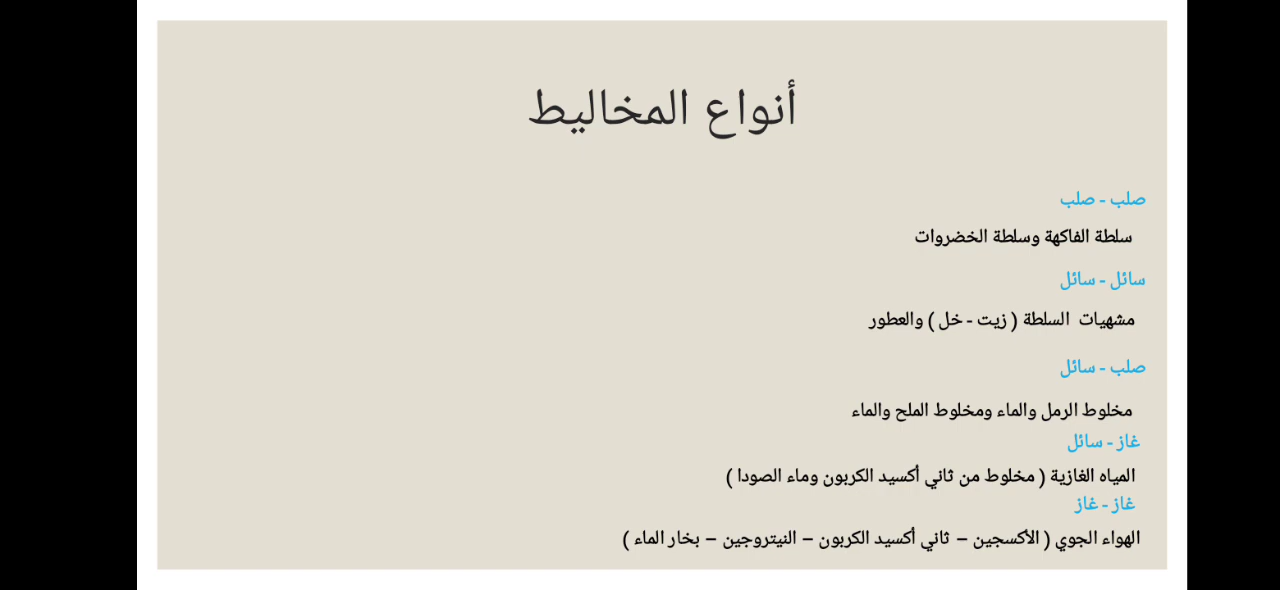 أنواع المخاليط
صلب - صلب
سلطة الفاكهة وسلطة الخضروات
سائل - سائل
مشهيات السلطة ( زيت - خل ) والعطور
صلب - سائل
مخلوط الرمل والماء ومخلوط الملح والماء
غاز - سائل
المياه الغازية ( مخلوط من ثاني أكسيد الكربون وماء الصودا )
غاز - غاز
الهواء الجوي ( الأكسجين – ثاني أكسيد الكربون – النيتروجين – بخار الماء )